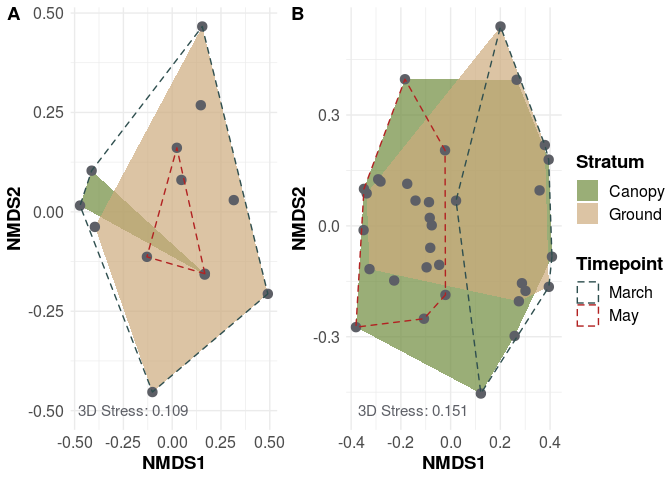 A
B
0.50
0.25
0.00
-0.25
-0.50
NMDS2
3D Stress: 0.109
-0.50 -0.25 0.00 0.25 0.50
NMDS1
0.3
0.0
-0.3
NMDS2
3D Stress: 0.151
-0.4 -0.2 0.0 0.2 0.4
NMDS1
Stratum
Canopy
Ground
Timepoint
March
May